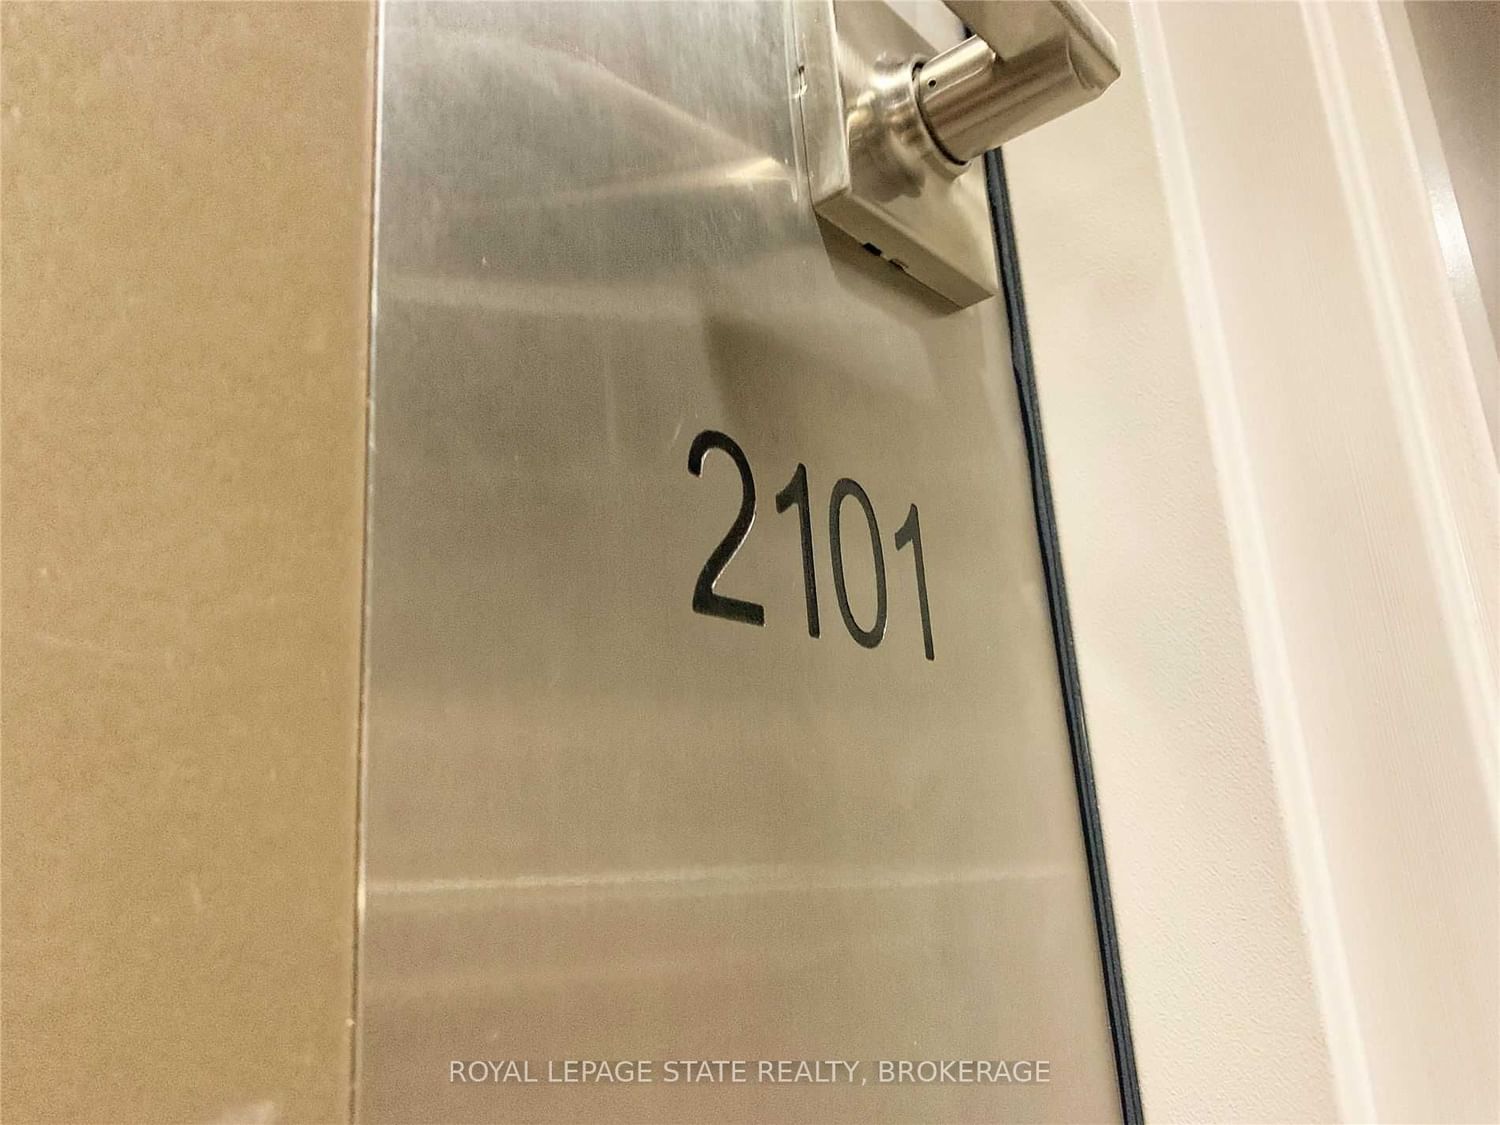 2101
ROYAL LEPAGE STATE REALTY, BROKERAGE